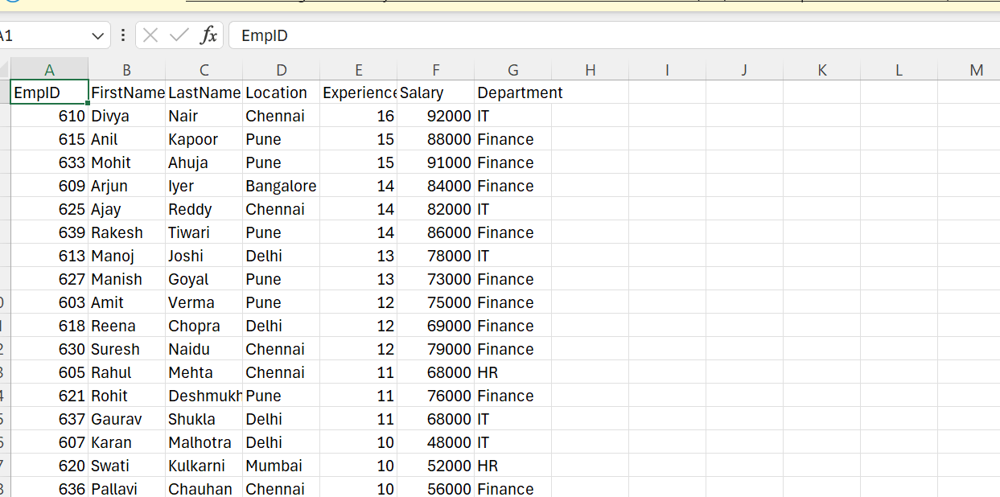 A1 fx EmpID
A B C D E F G H I J K L M
EmpID FirstName LastName Location Experience Salary Department
610 Divya Nair Chennai 16 92000 IT
615 Anil Kapoor Pune 15 88000 Finance
633 Mohit Ahuja Pune 15 91000 Finance
609 Arjun Iyer Bangalore 14 84000 Finance
625 Ajay Reddy Chennai 14 82000 IT
639 Rakesh Tiwari Pune 14 86000 Finance
613 Manoj Joshi Delhi 13 78000 IT
627 Manish Goyal Pune 13 73000 Finance
603 Amit Verma Pune 12 75000 Finance
618 Reena Chopra Delhi 12 69000 Finance
630 Suresh Naidu Chennai 12 79000 Finance
605 Rahul Mehta Chennai 11 68000 HR
621 Rohit Deshmukh Pune 11 76000 Finance
637 Gaurav Shukla Delhi 11 68000 IT
607 Karan Malhotra Delhi 10 48000 IT
620 Swati Kulkarni Mumbai 10 52000 HR
636 Pallavi Chauhan Chennai 10 56000 Finance